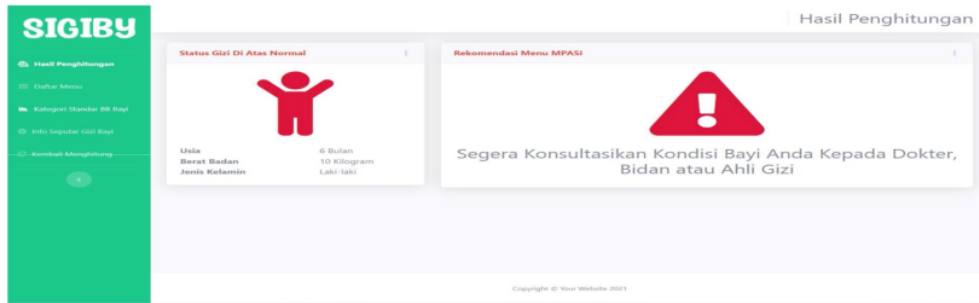 SIGIBY
Hasil Penghitungan
Daftar Menu
Kategori Standar BB Bayi
Info Seputar Gizi Bayi
Kembali Menghitung
Hasil Penghitungan
Status Gizi Di Atas Normal
Usia 6 Bulan
Berat Badan 10 Kilogram
Jenis Kelamin Laki-laki
Rekomendasi Menu MPASI
Segera Konsultasikan Kondisi Bayi Anda Kepada Dokter,
Bidan atau Ahli Gizi
Copyright © Your Website 2021